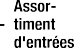 Assor-
- timent
d'entrées